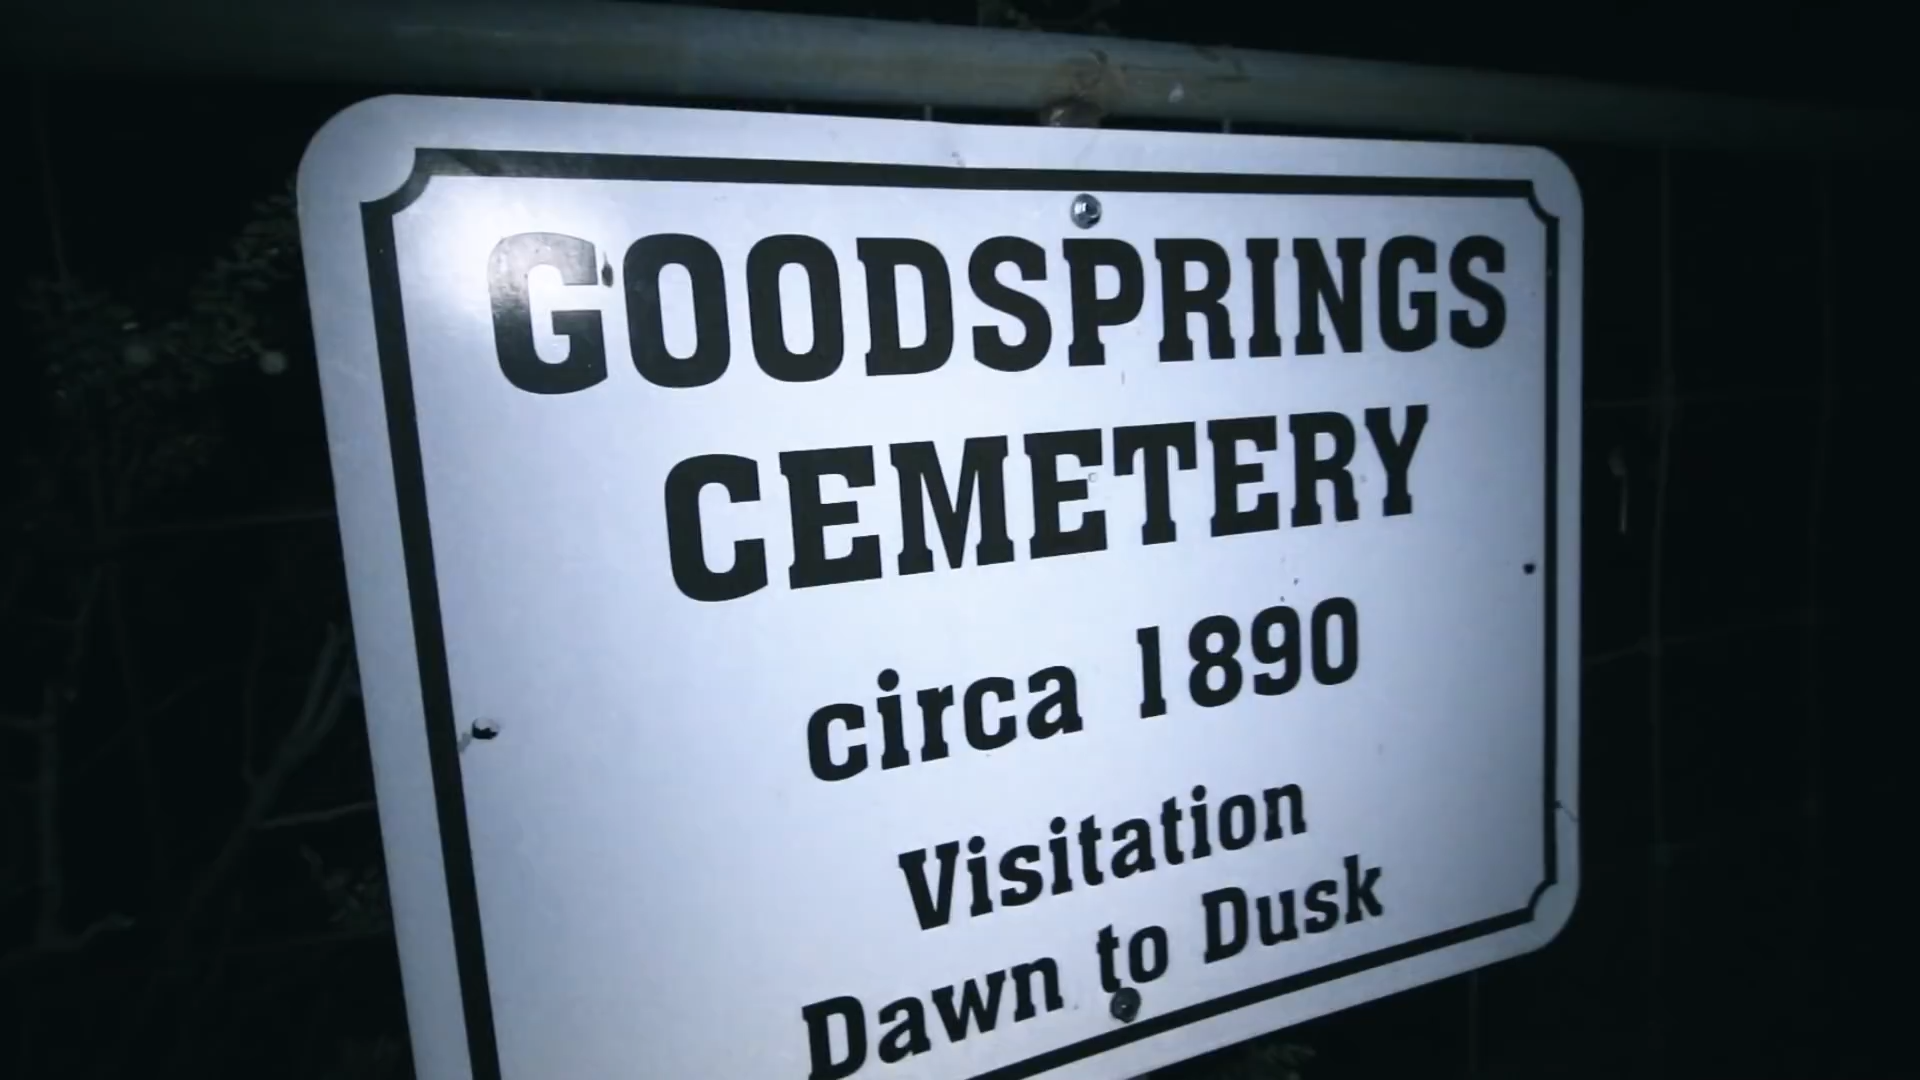 GOODSPRINGS
CEMETERY
circa 1890
Visitation
Dawn to Dusk